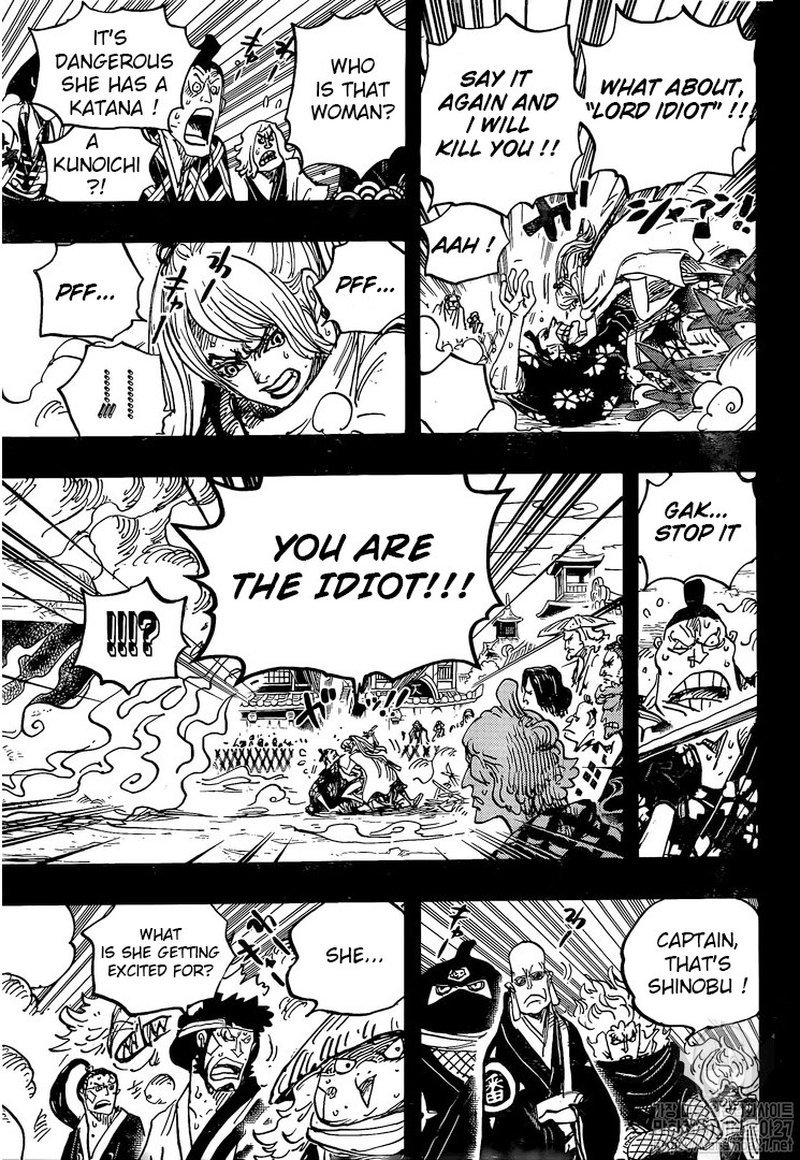 WHAT ABOUT,
"LORD IDIOT" !!
SAY IT
AGAIN AND
I WILL
KILL YOU !!
AAH !
WHO
IS THAT
WOMAN?
IT'S
DANGEROUS
SHE HAS A
KATANA !
A
KUNOICHI
?!
PFF...
PFF...
GAK...
STOP IT
YOU ARE
THE IDIOT!!!
!!!?
CAPTAIN,
THAT'S
SHINOBU !
SHE...
WHAT
IS SHE GETTING
EXCITED FOR?